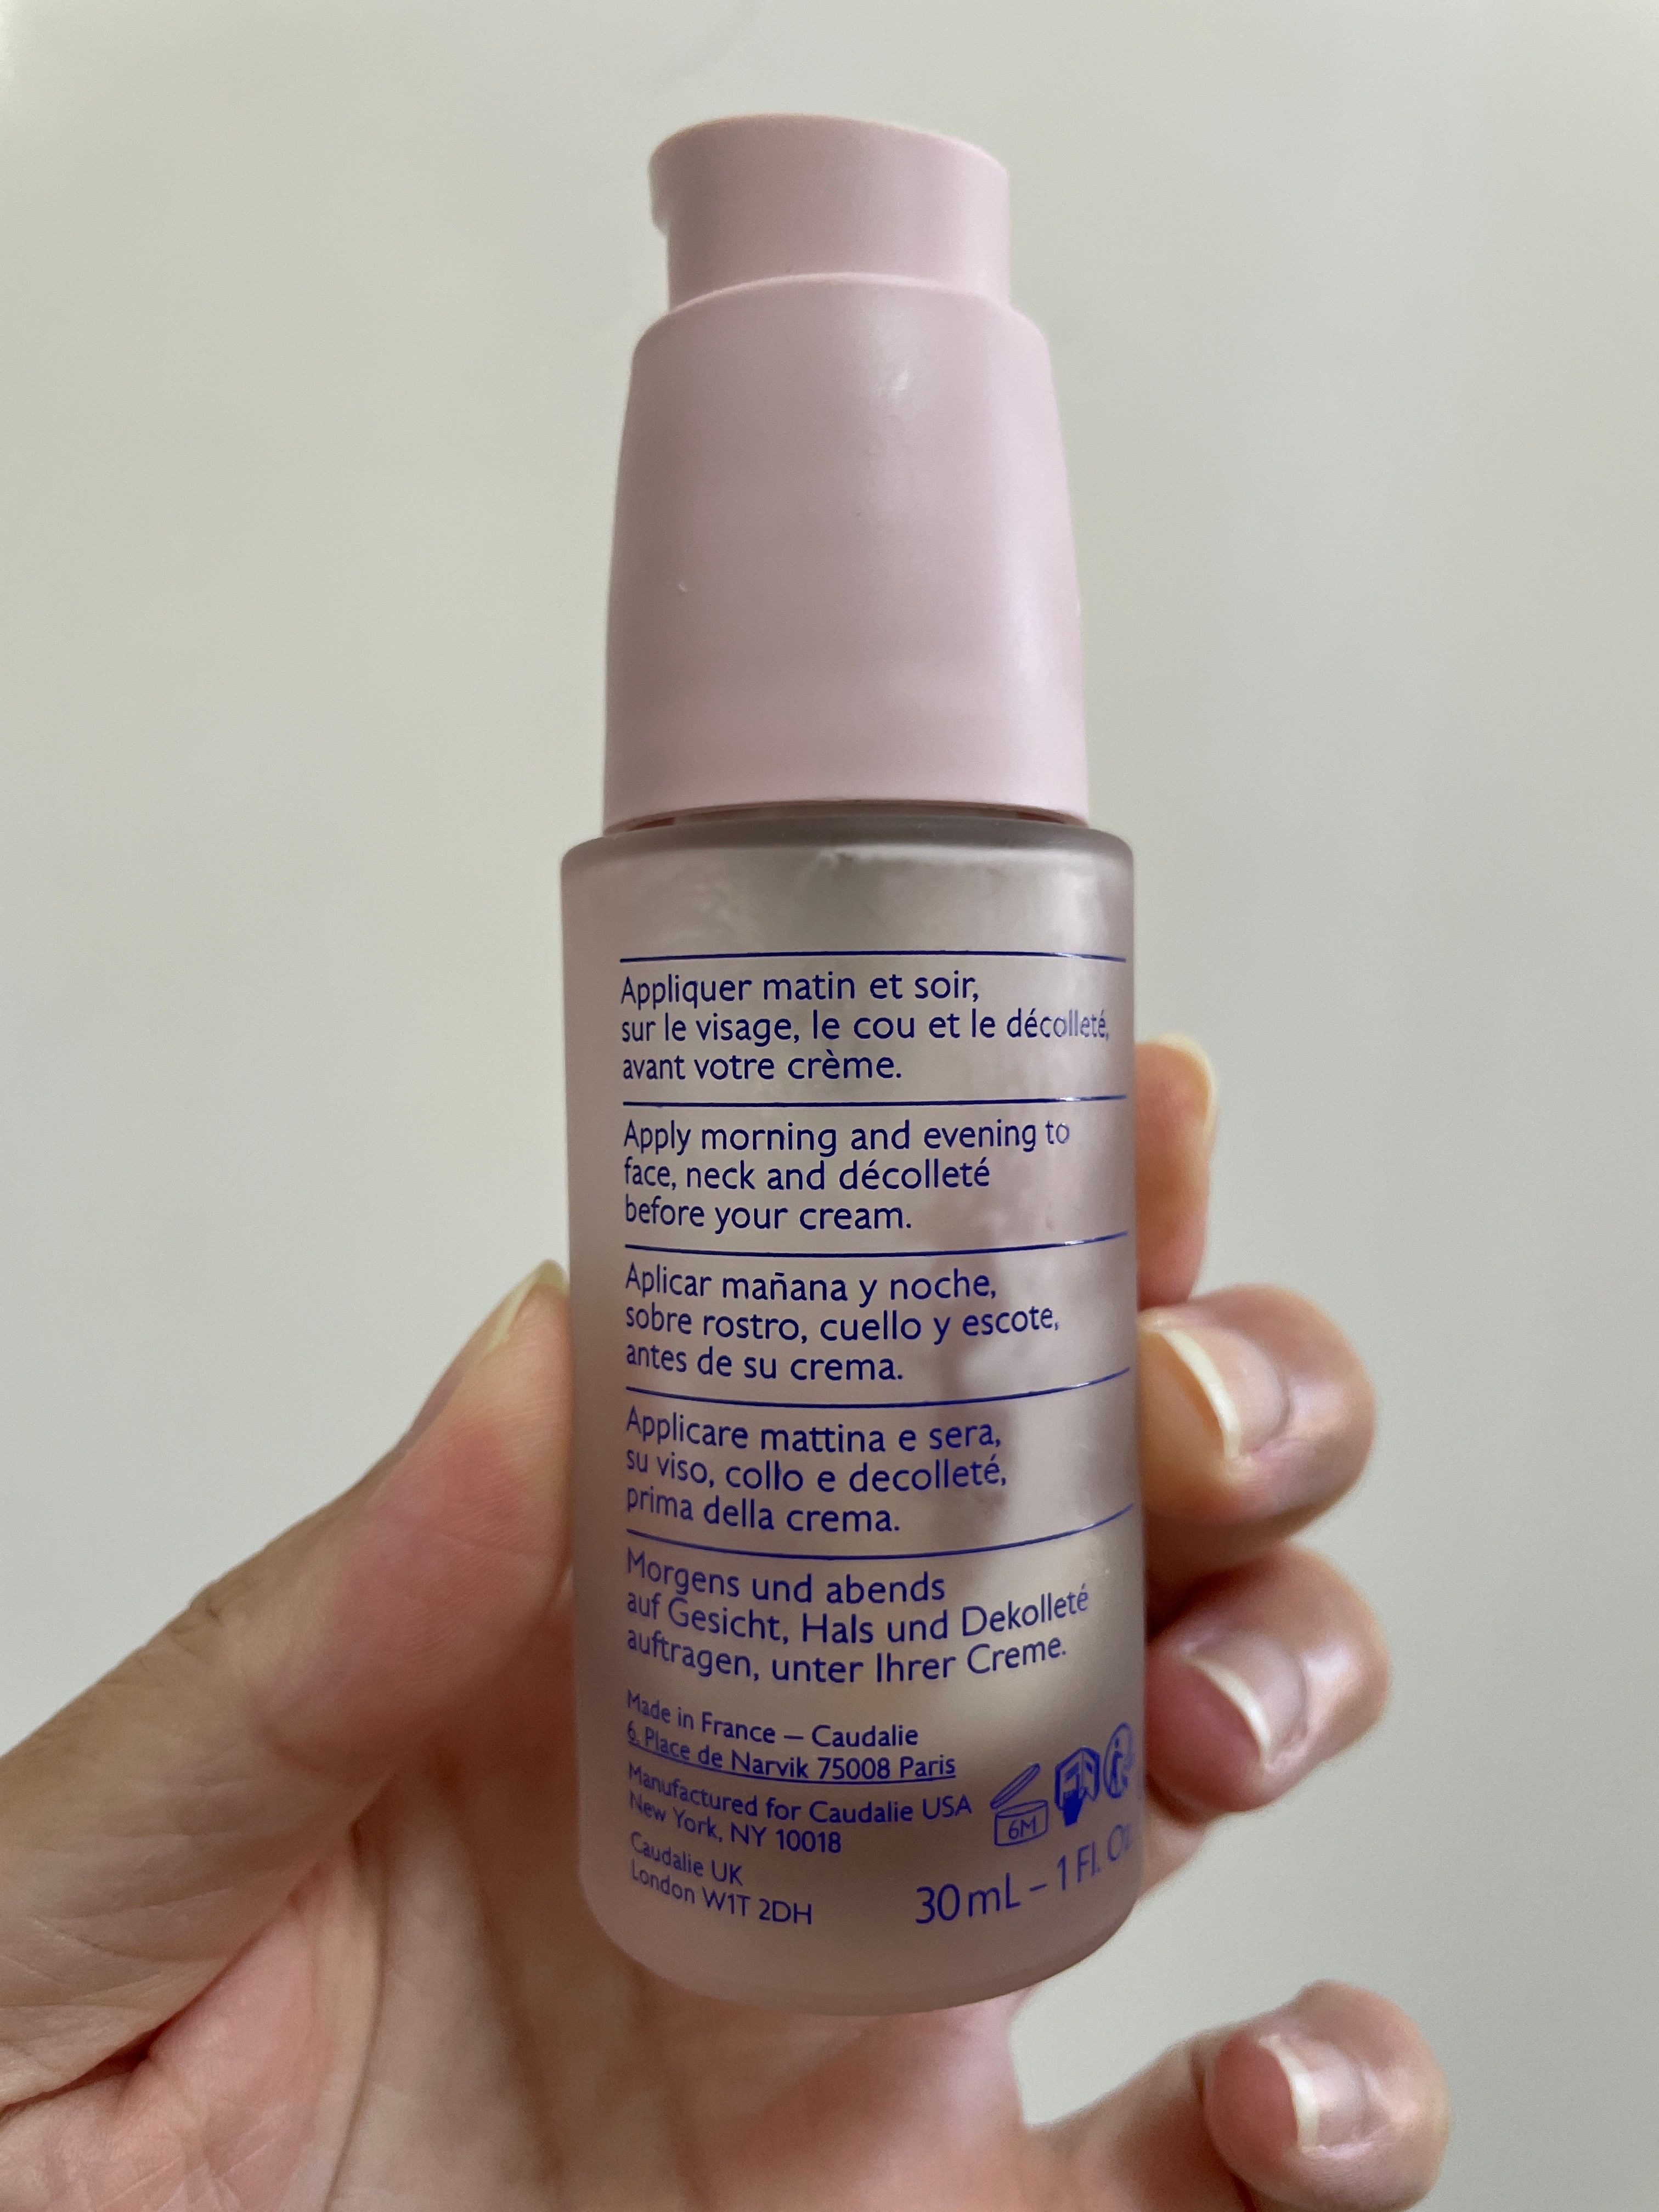 Appliquer matin et soir,
sur le visage, le cou et le décolleté,
avant votre crème.
Apply morning and evening to
face, neck and décolleté
before your cream.
Aplicar mañana y noche,
sobre rostro, cuello y escote,
antes de su crema.
Applicare mattina e sera,
su viso, collo e decolleté,
prima della crema.
Morgens und abends
auf Gesicht, Hals und Dekolleté
auftragen, unter Ihrer Creme.
Made in France – Caudalie
6, Place de Narvik 75008 Paris
Manufactured for Caudalie USA
New York, NY 10018
Caudalie UK
London W1T 2DH
6M
30 mL – 1 Fl. Oz